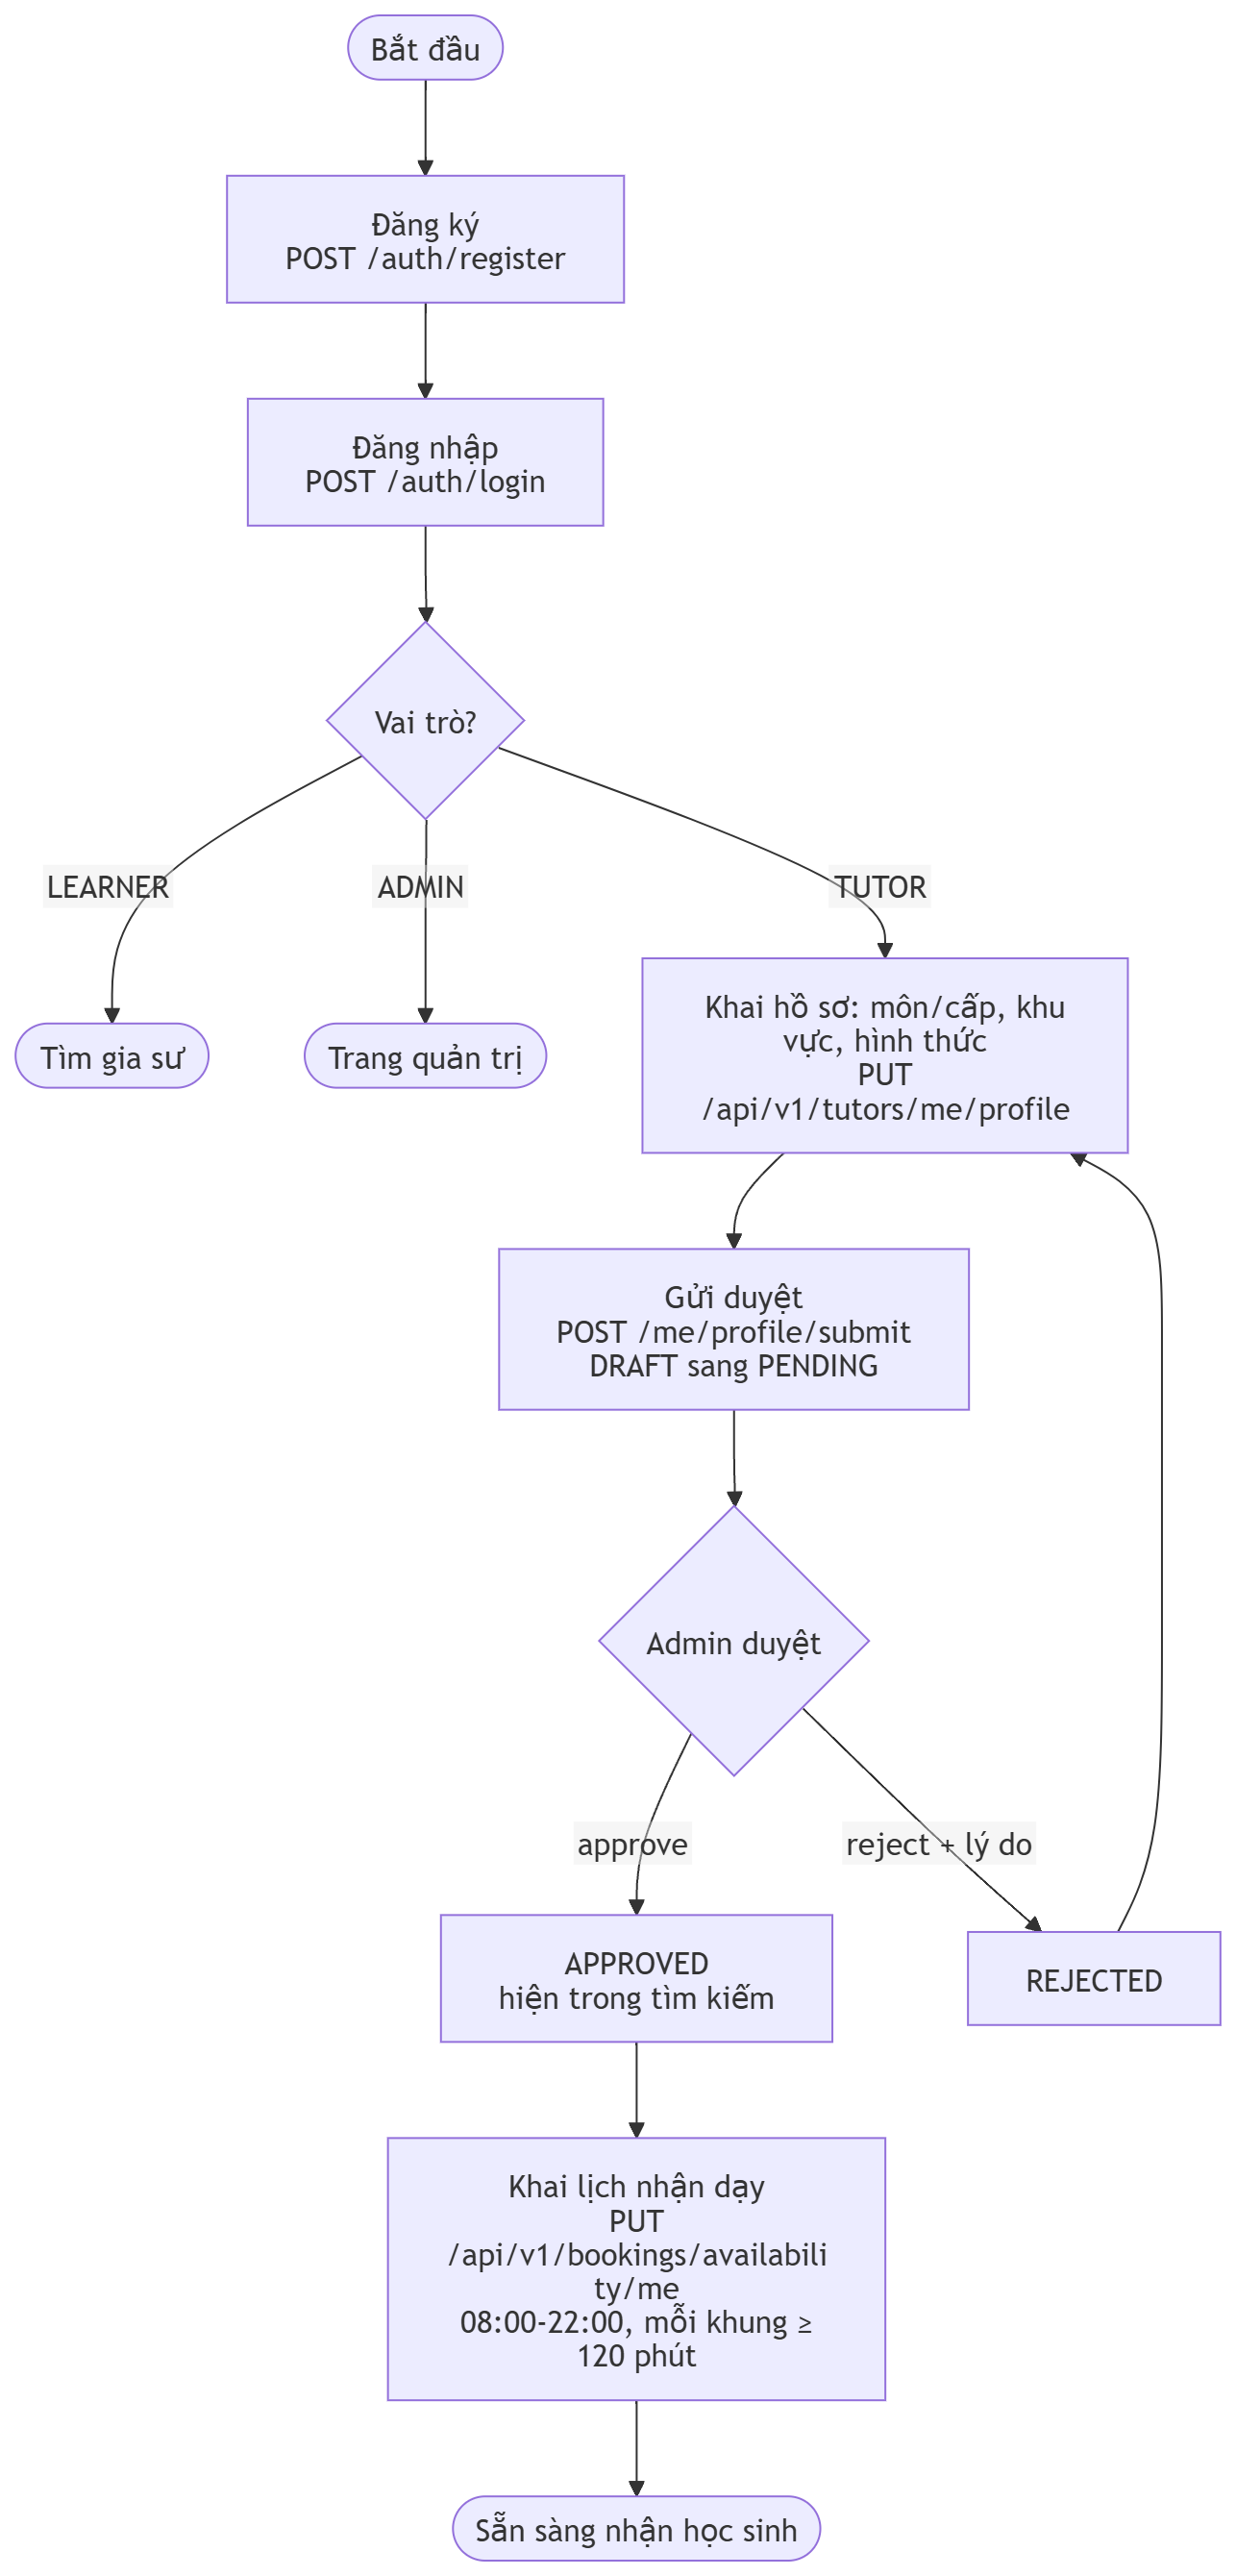 Bắt đầu
Đăng ký
POST /auth/register
Đăng nhập
POST /auth/login
Vai trò?
LEARNER
ADMIN
TUTOR
Tìm gia sư
Trang quản trị
Khai hồ sơ: môn/cấp, khu
vực, hình thức
PUT
/api/v1/tutors/me/profile
Gửi duyệt
POST /me/profile/submit
DRAFT sang PENDING
Admin duyệt
approve
reject + lý do
APPROVED
hiện trong tìm kiếm
REJECTED
Khai lịch nhận dạy
PUT
/api/v1/bookings/availabili
ty/me
08:00-22:00, mỗi khung ≥
120 phút
Sẵn sàng nhận học sinh